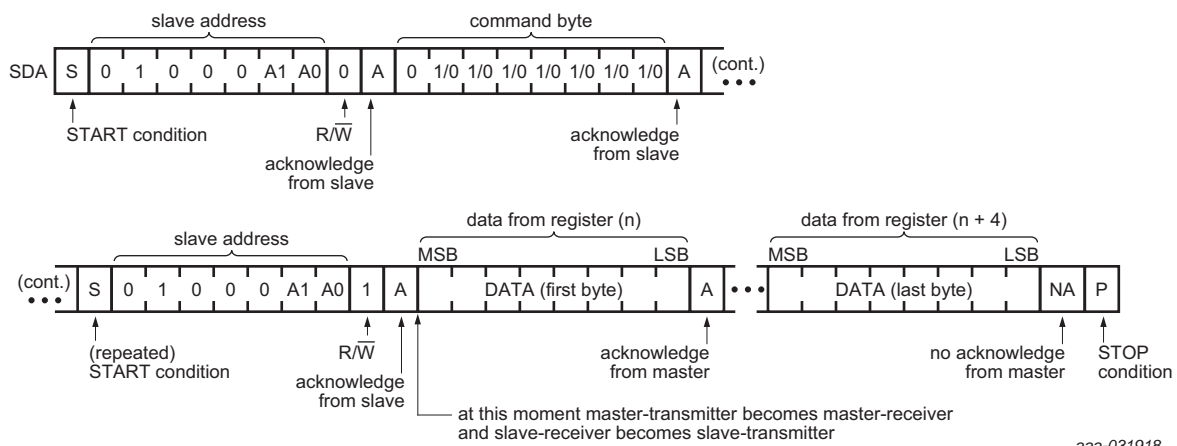 slave address
command byte
SDA S 0 1 0 0 0 A1 A0 0 A 0 1/0 1/0 1/0 1/0 1/0 1/0 1/0 A (cont.)
START condition
R/W̅
acknowledge
from slave
acknowledge
from slave
slave address
data from register (n)
data from register (n + 4)
MSB LSB MSB LSB
(cont.) S 0 1 0 0 0 A1 A0 1 A DATA (first byte) A DATA (last byte) NA P
(repeated)
START condition
R/W̅
acknowledge
from slave
acknowledge
from master
no acknowledge
from master
STOP
condition
at this moment master-transmitter becomes master-receiver
and slave-receiver becomes slave-transmitter